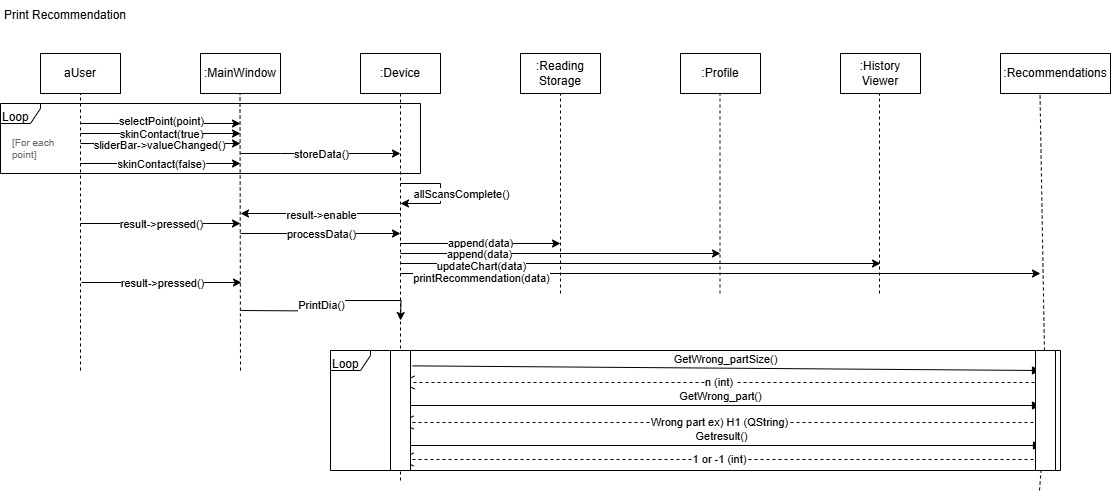 Print Recommendation
aUser
:MainWindow
:Device
:Reading
Storage
:Profile
:History
Viewer
:Recommendations
Loop
[For each
point]
selectPoint(point)
skinContact(true)
sliderBar->valueChanged()
storeData()
skinContact(false)
allScansComplete()
result->enable
result->pressed()
processData()
append(data)
append(data)
updateChart(data)
printRecommendation(data)
result->pressed()
PrintDia()
Loop
GetWrong_partSize()
n (int)
GetWrong_part()
Wrong part ex) H1 (QString)
Getresult()
1 or -1 (int)